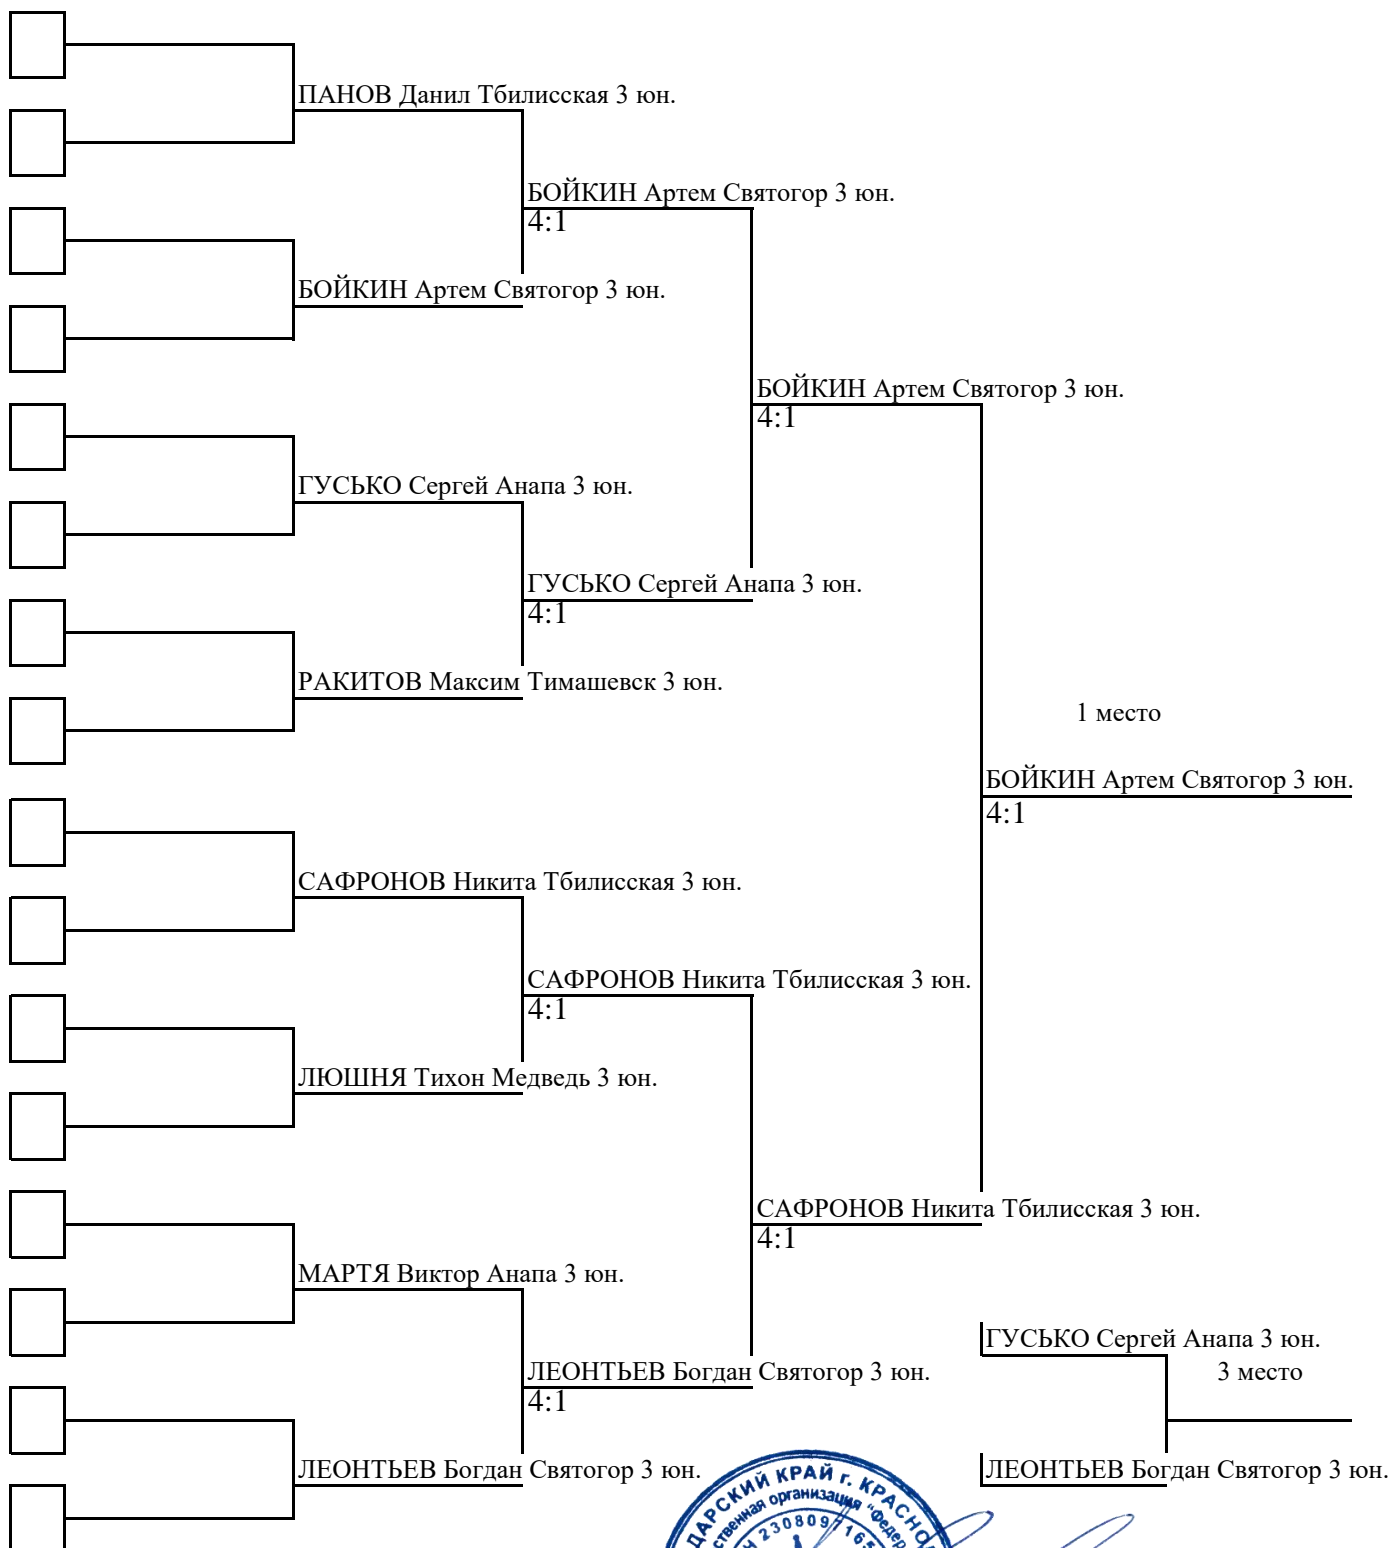 ПАНОВ Данил Тбилисская 3 юн.
БОЙКИН Артем Святогор 3 юн.
4:1
БОЙКИН Артем Святогор 3 юн.
БОЙКИН Артем Святогор 3 юн.
4:1
ГУСЬКО Сергей Анапа 3 юн.
ГУСЬКО Сергей Анапа 3 юн.
4:1
РАКИТОВ Максим Тимашевск 3 юн.
1 место
БОЙКИН Артем Святогор 3 юн.
4:1
САФРОНОВ Никита Тбилисская 3 юн.
САФРОНОВ Никита Тбилисская 3 юн.
4:1
ЛЮШНЯ Тихон Медведь 3 юн.
САФРОНОВ Никита Тбилисская 3 юн.
4:1
МАРТЯ Виктор Анапа 3 юн.
ГУСЬКО Сергей Анапа 3 юн.
ЛЕОНТЬЕВ Богдан Святогор 3 юн.
3 место
4:1
ЛЕОНТЬЕВ Богдан Святогор 3 юн.
ЛЕОНТЬЕВ Богдан Святогор 3 юн.
КРАЙ г.
организация